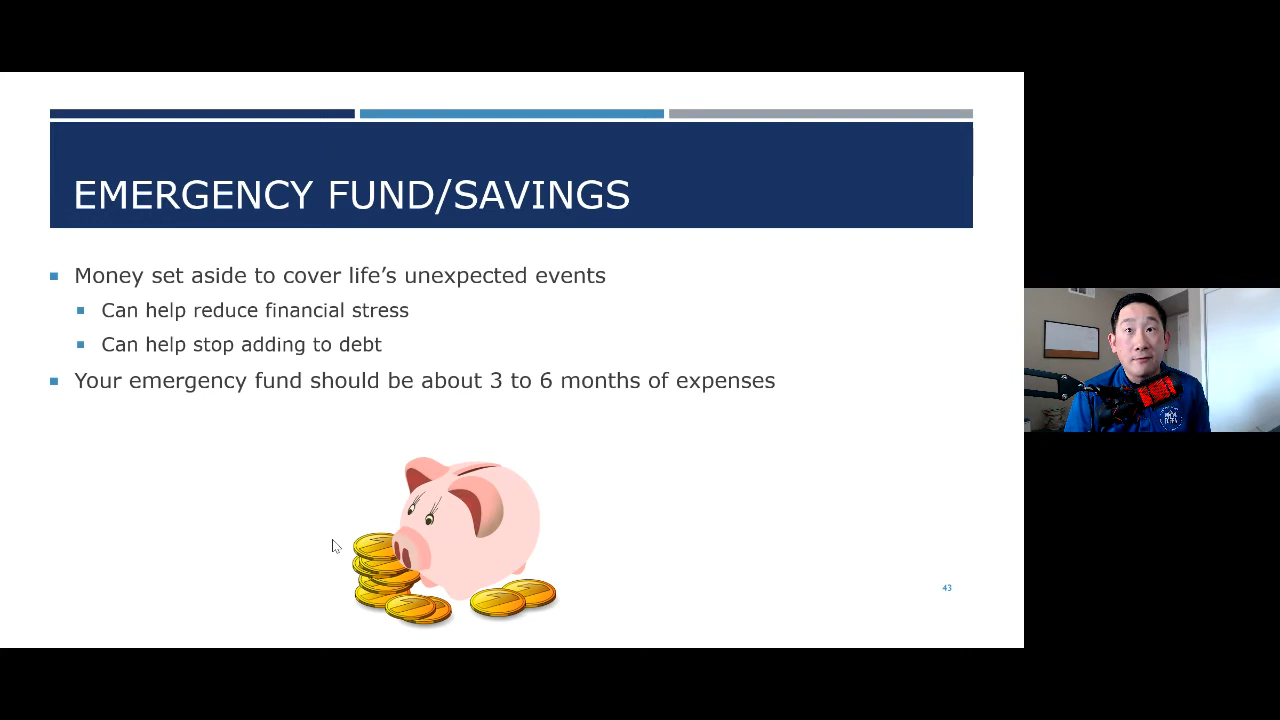 EMERGENCY FUND/SAVINGS
Money set aside to cover life’s unexpected events
Can help reduce financial stress
Can help stop adding to debt
Your emergency fund should be about 3 to 6 months of expenses
43